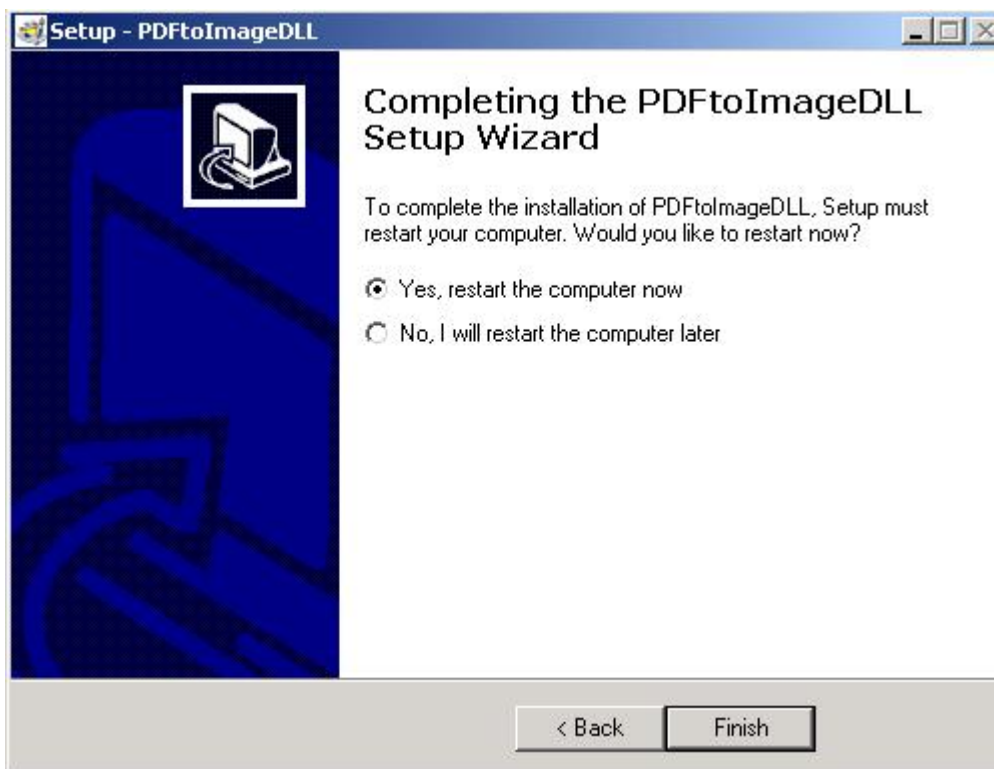 Setup - PDFtoImageDLL
Completing the PDFtoImageDLL
Setup Wizard
To complete the installation of PDFtoImageDLL, Setup must
restart your computer. Would you like to restart now?
Yes, restart the computer now
No, I will restart the computer later
< Back
Finish